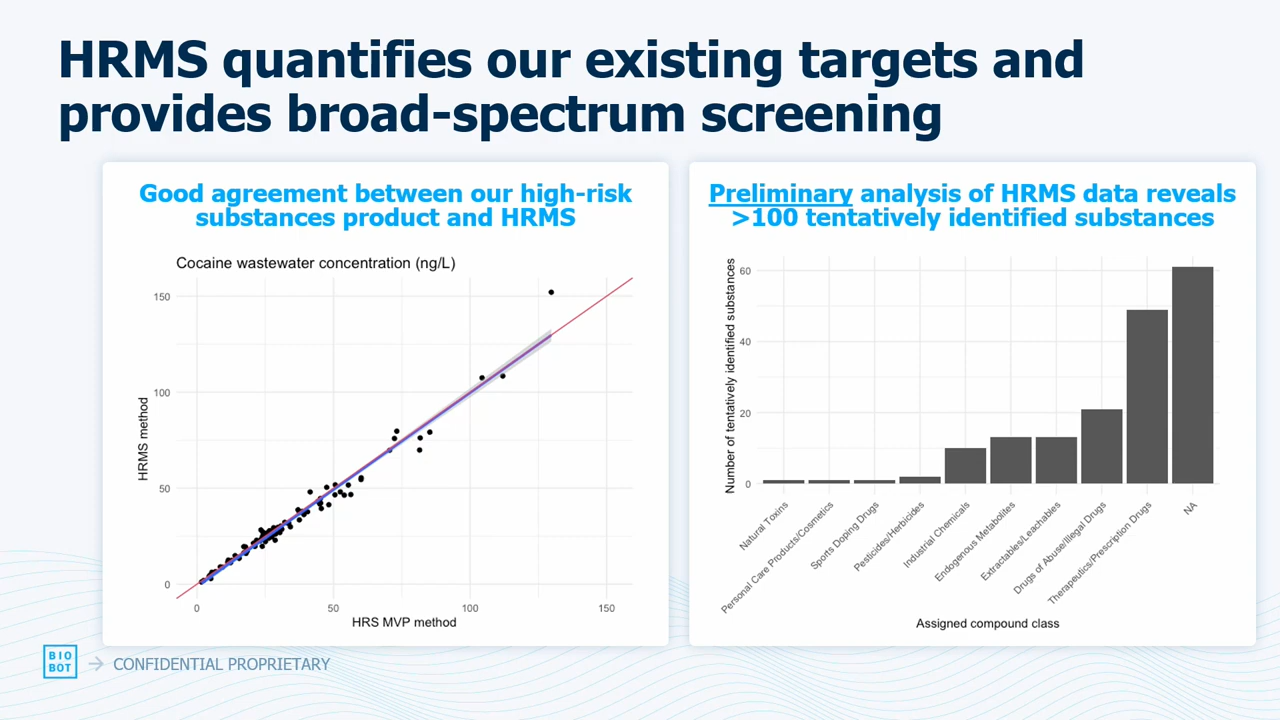 HRMS quantifies our existing targets and
provides broad-spectrum screening
Good agreement between our high-risk
substances product and HRMS
Cocaine wastewater concentration (ng/L)
150
100
50
0
HRMS method
0
50
100
150
HRS MVP method
Preliminary analysis of HRMS data reveals
>100 tentatively identified substances
60
40
20
0
Number of tentatively identified substances
Natural Toxins
Personal Care Products/Cosmetics
Sports Doping Drugs
Pesticides/Herbicides
Industrial Chemicals
Endogenous Metabolites
Extractables/Leachables
Drugs of Abuse/Illegal Drugs
Therapeutics/Prescription Drugs
NA
Assigned compound class
BIO
BOT
CONFIDENTIAL PROPRIETARY